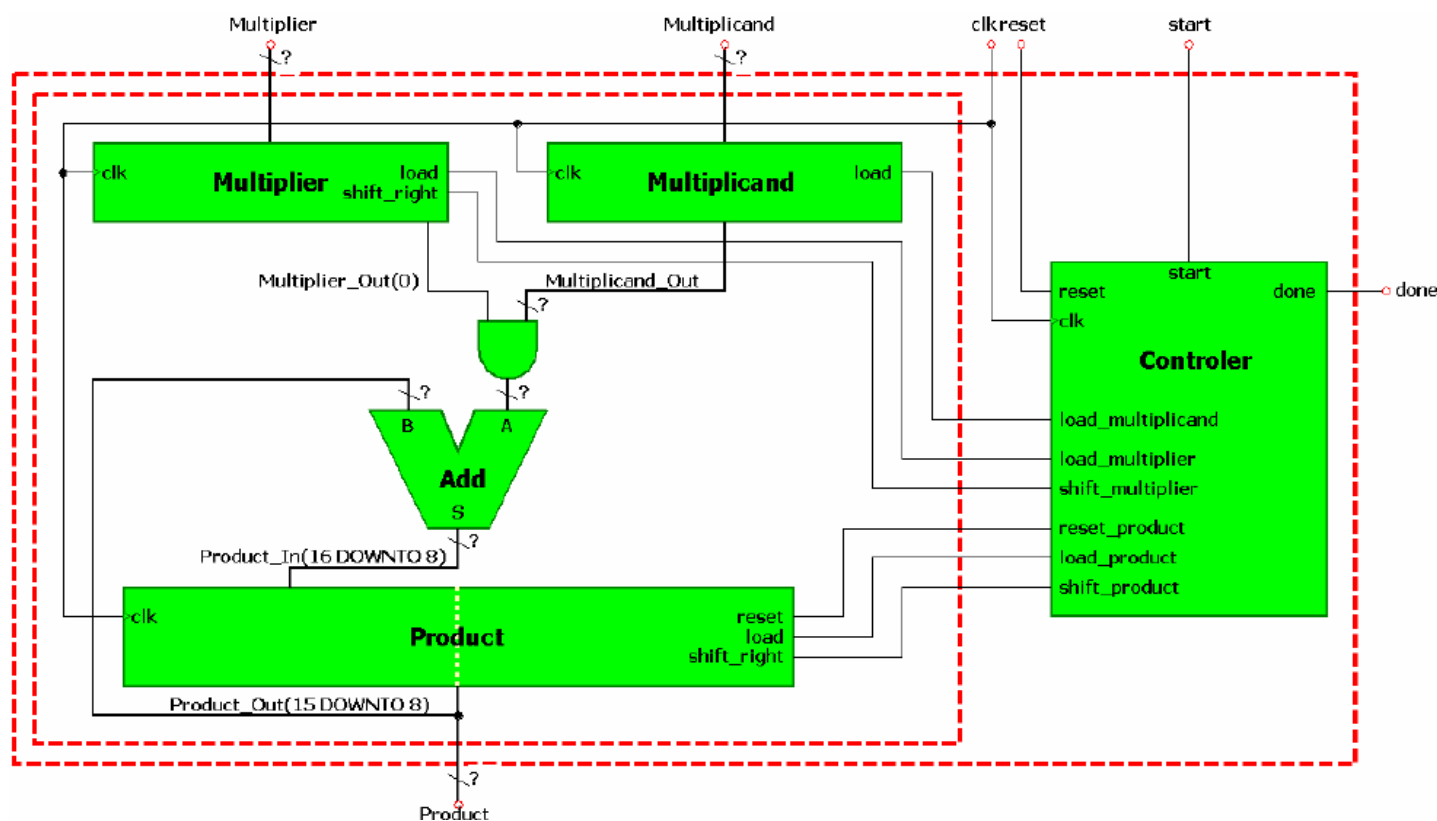 Multiplier
Multiplicand
clk reset
start
?
?
clk
Multiplier
load
shift_right
clk
Multiplicand
load
Multiplier_Out(0)
Multiplicand_Out
?
start
reset
done
done
clk
Controler
?
?
B
A
load_multiplicand
load_multiplier
Add
shift_multiplier
S
?
reset_product
Product_In(16 DOWNTO 8)
load_product
shift_product
clk
reset
Product
load
shift_right
Product_Out(15 DOWNTO 8)
?
Product